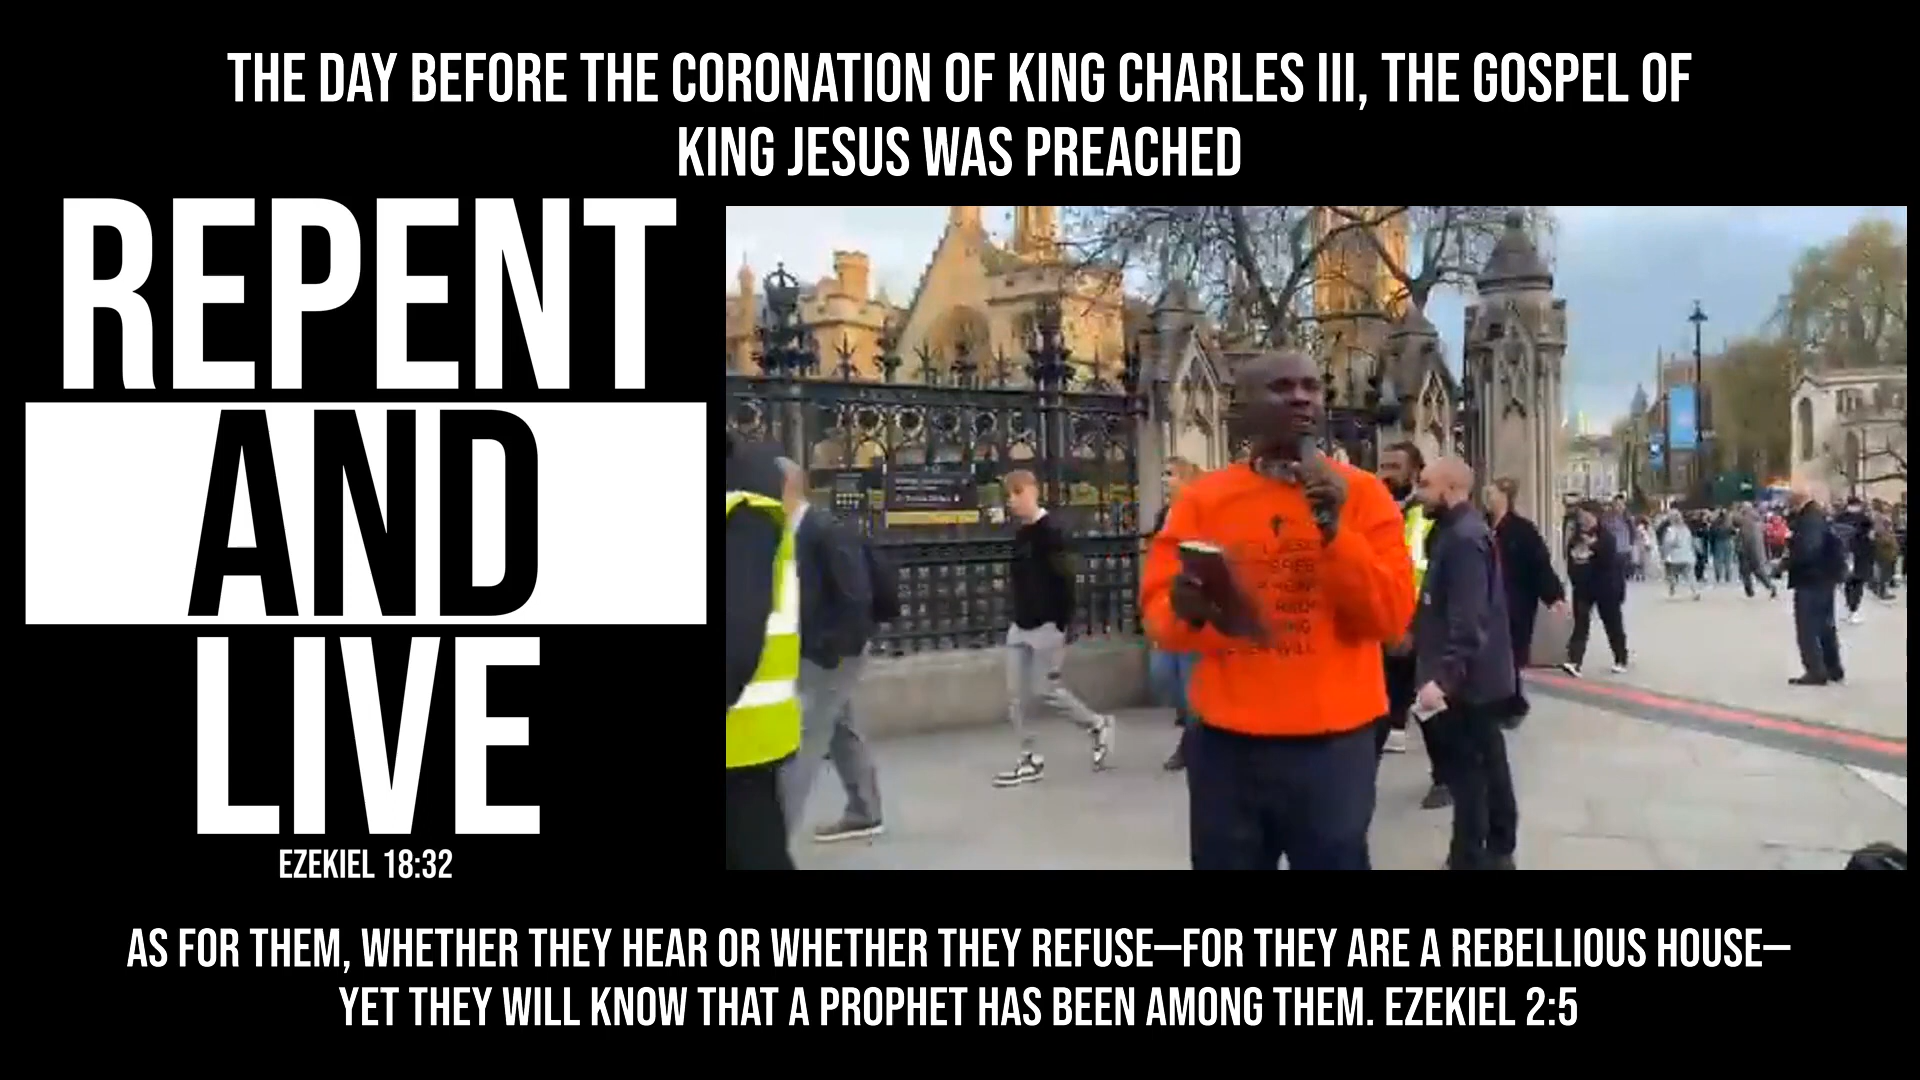 THE DAY BEFORE THE CORONATION OF KING CHARLES III, THE GOSPEL OF
KING JESUS WAS PREACHED
REPENT
AND
LIVE
EZEKIEL 18:32
AS FOR THEM, WHETHER THEY HEAR OR WHETHER THEY REFUSE—FOR THEY ARE A REBELLIOUS HOUSE—
YET THEY WILL KNOW THAT A PROPHET HAS BEEN AMONG THEM. EZEKIEL 2:5